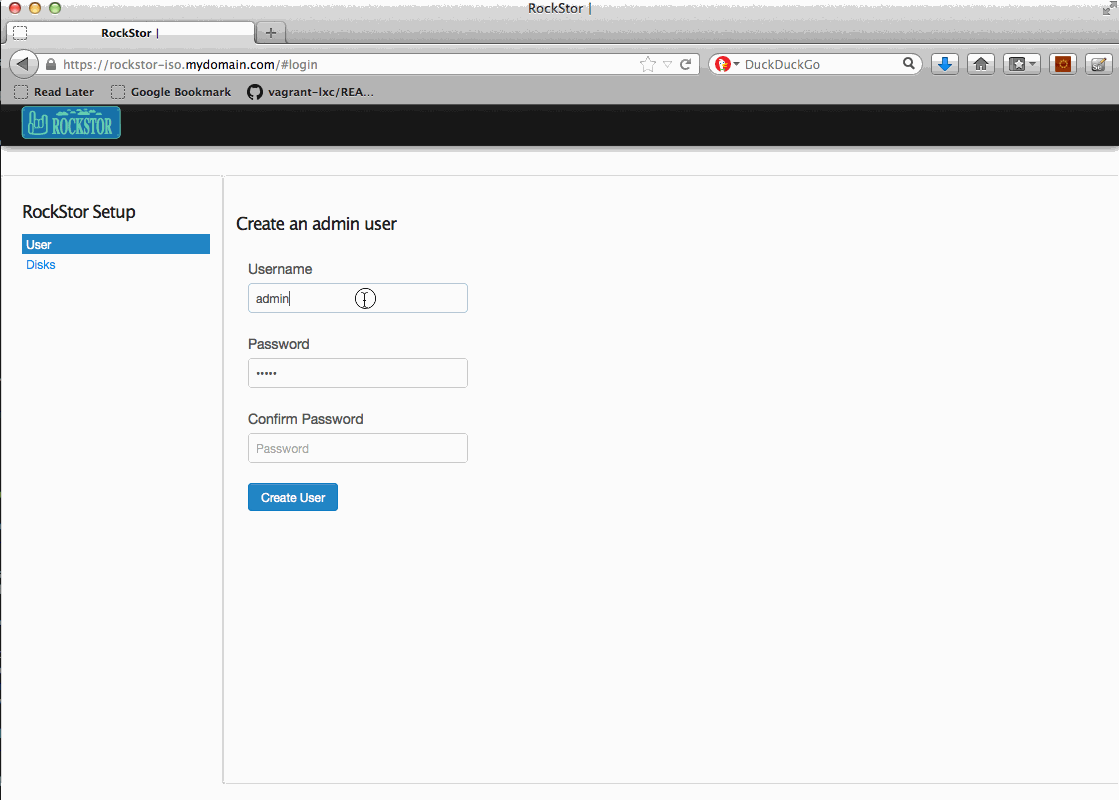 RockStor |
RockStor |
https://rockstor-iso.mydomain.com/#login
DuckDuckGo
Read Later
Google Bookmark
vagrant-lxc/REA...
ROCKSTOR
RockStor Setup
User
Disks
Create an admin user
Username
admin
Password
•••••
Confirm Password
Password
Create User